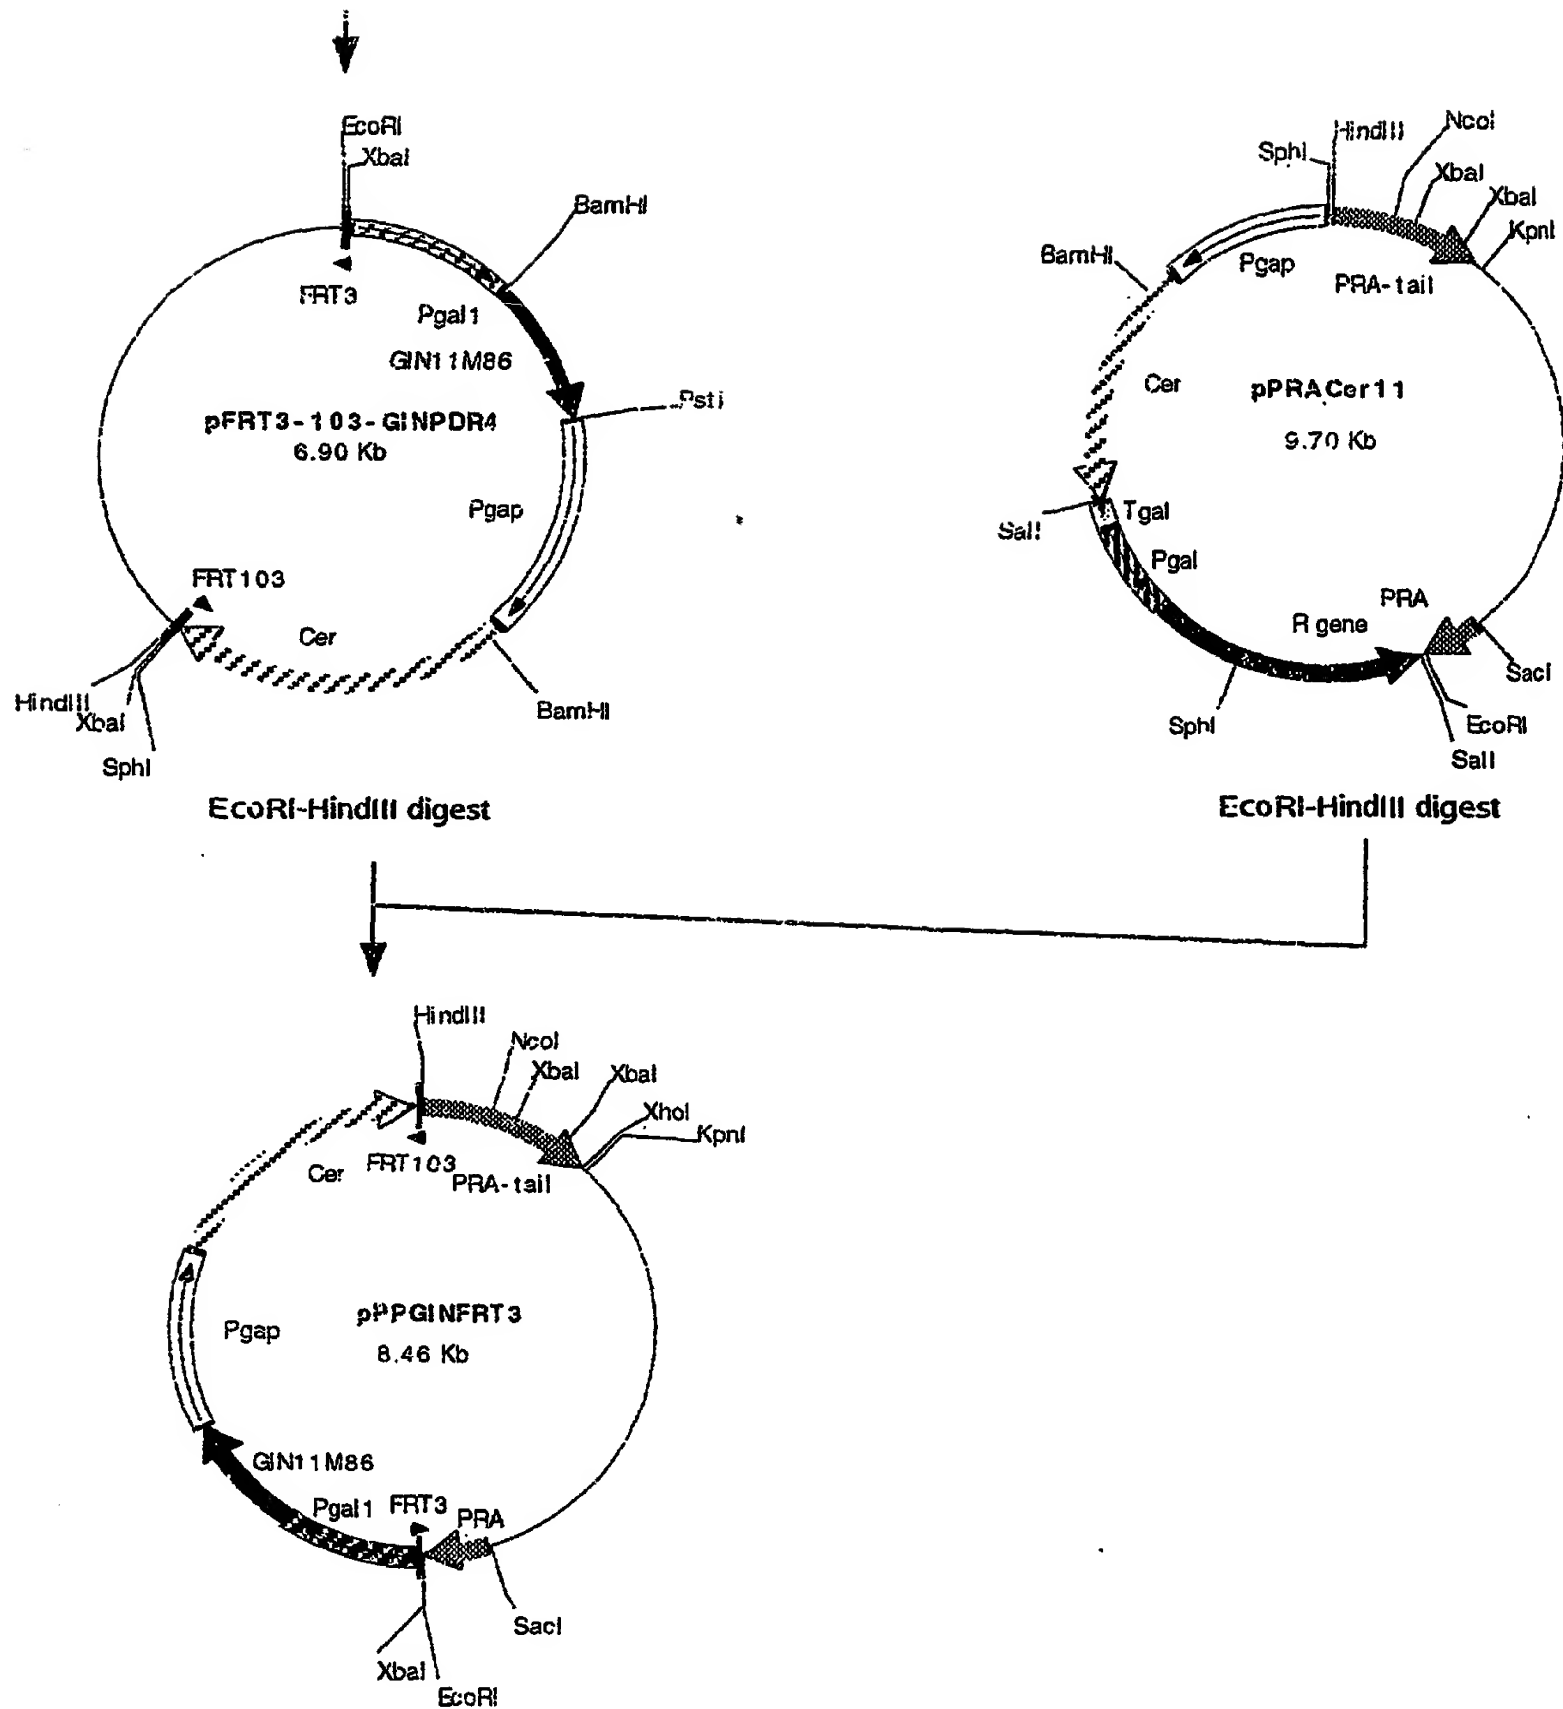 EcoRI
XbaI
BamHI
FRT3
Pgal1
GIN11M86
PstI
pFRT3-103-GINPDR4
6.90 Kb
Pgap
FRT103
Cer
HindIII
XbaI
SphI
BamHI
EcoRI-HindIII digest
HindIII
NcoI
SphI
XbaI
XbaI
KpnI
BamHI
Pgap
PRA-tail
Cer
pPRACer11
9.70 Kb
SalI
Tgal
Pgal
PRA
R gene
SacI
SphI
EcoRI
SalI
EcoRI-HindIII digest
HindIII
NcoI
XbaI
XbaI
XhoI
KpnI
Cer
FRT103
PRA-tail
pPPGINFRT3
8.46 Kb
Pgap
GIN11M86
Pgal1
FRT3
PRA
SacI
XbaI
EcoRI